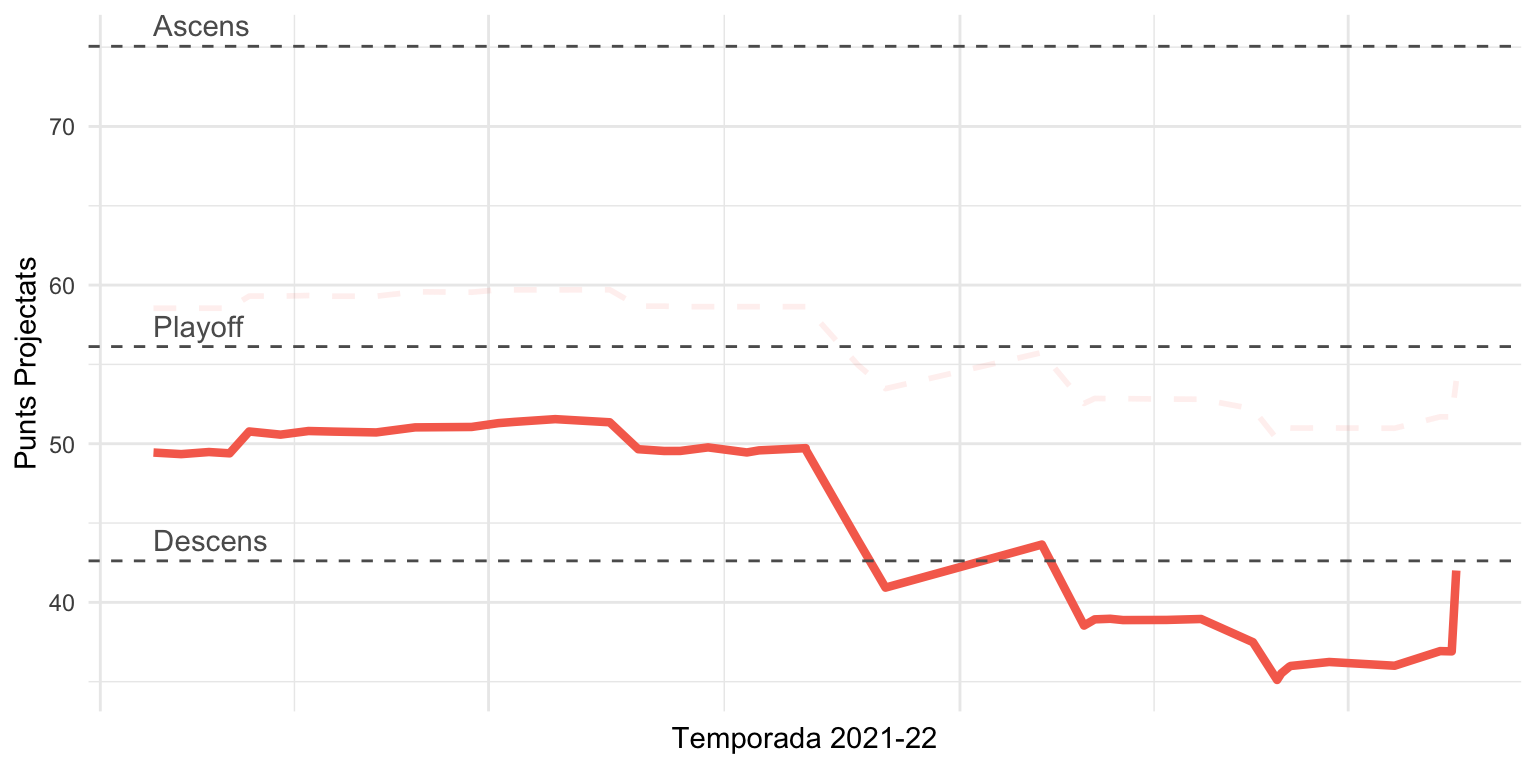 Ascens
70
60
Playoff
50
Descens
40
Punts Projectats
Temporada 2021-22